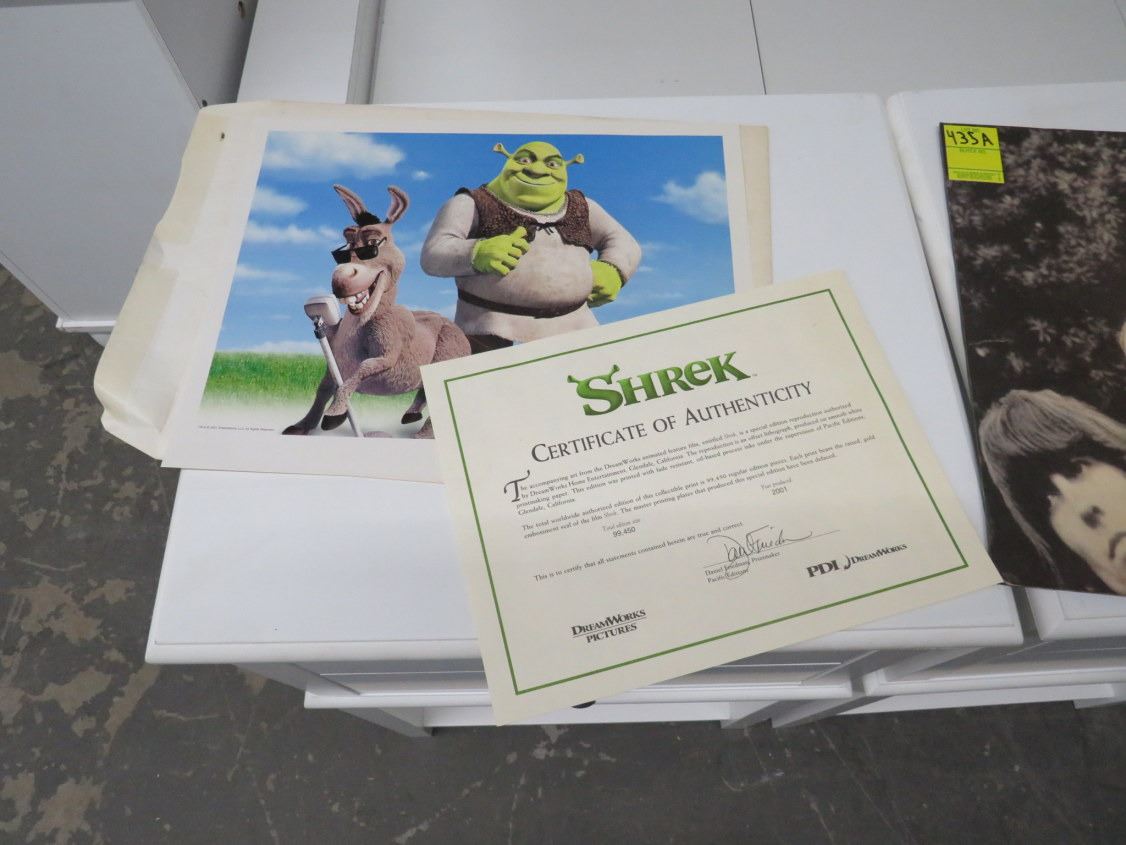 435A
SHREK™
CERTIFICATE OF AUTHENTICITY
The accompanying art from the DreamWorks animated feature film, entitled Shrek, is a special edition reproduction authorized
by DreamWorks Home Entertainment, Glendale, California. The reproduction is an offset lithograph, produced on smooth white
printmaking paper. This edition was printed with fade resistant, oil-based process inks under the supervision of Pacific Editions,
Glendale, California.
The total worldwide authorized edition of this collectible print is 99,450 regular edition pieces. Each print bears the raised, gold
embossment seal of the film Shrek. The master printing plates that produced this special edition have been defaced.
Total edition size
99,450
Year produced
2001
This is to certify that all statements contained herein are true and correct.
Daniel Friedman, Printmaker
Pacific Editions
DREAMWORKS
PICTURES
PDI DREAMWORKS